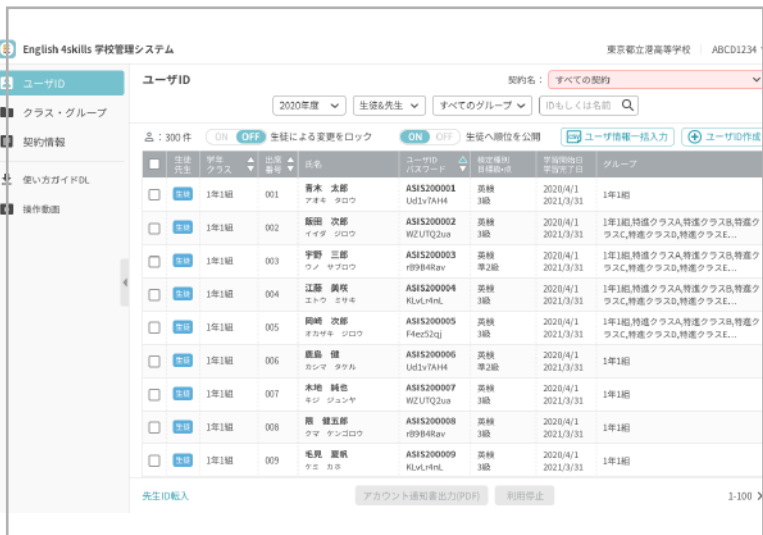 English 4skills 学校管理システム
東京都立港高等学校 ABCD1234
ユーザID
クラス・グループ
契約情報
使い方ガイドDL
操作動画
ユーザID
契約名： すべての契約
2020年度 生徒&先生 すべてのグループ IDもしくは名前
：300 件 ON OFF 生徒による変更をロック ON OFF 生徒へ順位を公開 ユーザ情報一括入力 ユーザID作成
生徒 学年 出席 氏名 ユーザID 検定種別 学習開始日 グループ
先生 クラス 番号 パスワード 目標級・点 学習完了日
生徒 1年1組 001 青木 太郎 ASIS200001 英検 2020/4/1 1年1組
アオキ タロウ Ud1v7AH4 3級 2021/3/31
生徒 1年1組 002 飯田 次郎 ASIS200002 英検 2020/4/1 1年1組,特進クラスA,特進クラスB,特進ク
イイダ ジロウ WZUTQ2ua 3級 2021/3/31 ラスC,特進クラスD,特進クラスE...
生徒 1年1組 003 宇野 三郎 ASIS200003 英検 2020/4/1 1年1組,特進クラスA,特進クラスB,特進ク
ウノ サブロウ r89B4Rav 準2級 2021/3/31 ラスC,特進クラスD,特進クラスE...
生徒 1年1組 004 江藤 美咲 ASIS200004 英検 2020/4/1 1年1組,特進クラスA,特進クラスB,特進ク
エトウ ミサキ KLvLr4nL 3級 2021/3/31 ラスC,特進クラスD,特進クラスE...
生徒 1年1組 005 岡崎 次郎 ASIS200005 英検 2020/4/1 1年1組,特進クラスA,特進クラスB,特進ク
オカザキ ジロウ F4ez52qj 3級 2021/3/31 ラスC,特進クラスD,特進クラスE...
生徒 1年1組 006 鹿島 健 ASIS200006 英検 2020/4/1 1年1組
カシマ タケル Ud1v7AH4 準2級 2021/3/31
生徒 1年1組 007 木地 純也 ASIS200007 英検 2020/4/1 1年1組
キジ ジュンヤ WZUTQ2ua 3級 2021/3/31
生徒 1年1組 008 隈 健五郎 ASIS200008 英検 2020/4/1 1年1組
クマ ケンゴロウ r89B4Rav 3級 2021/3/31
生徒 1年1組 009 毛見 夏帆 ASIS200009 英検 2020/4/1 1年1組
ケミ カホ KLvLr4nL 3級 2021/3/31
先生ID転入 アカウント通知書出力(PDF) 利用停止 1-100